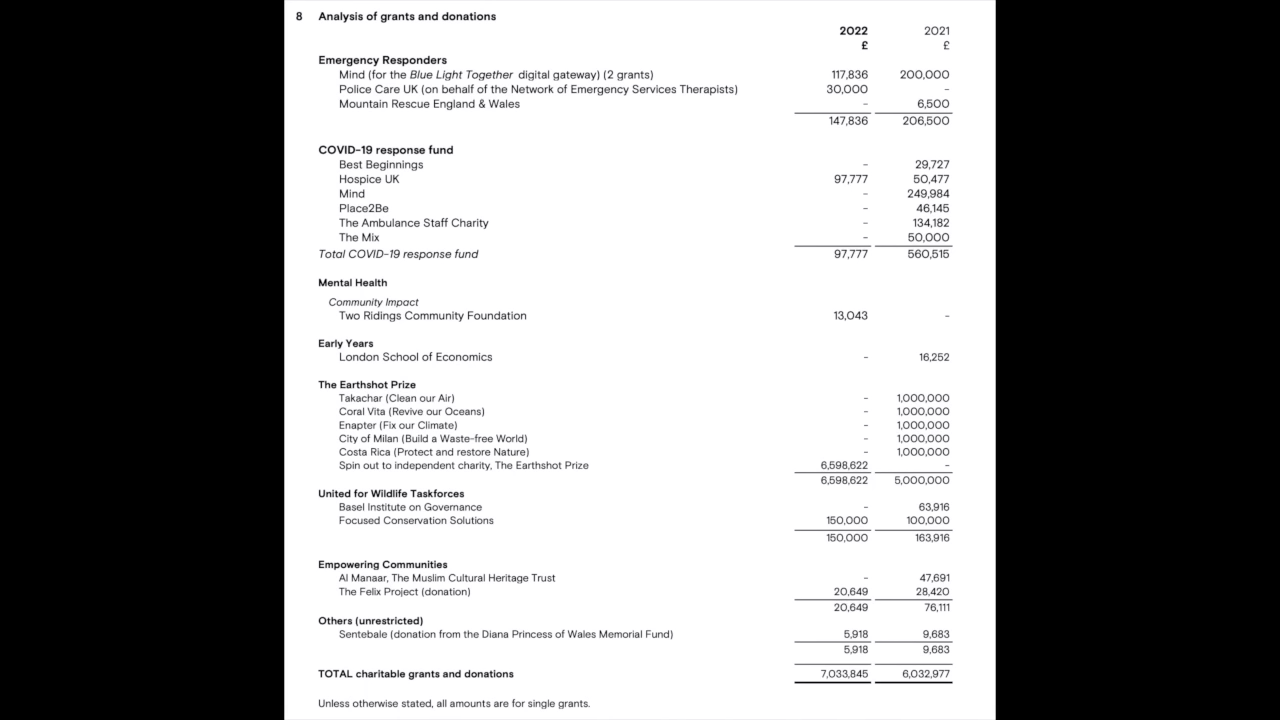 8 Analysis of grants and donations
2022 2021
£ £
Emergency Responders
Mind (for the Blue Light Together digital gateway) (2 grants) 117,836 200,000
Police Care UK (on behalf of the Network of Emergency Services Therapists) 30,000 –
Mountain Rescue England & Wales – 6,500
147,836 206,500
COVID-19 response fund
Best Beginnings – 29,727
Hospice UK 97,777 50,477
Mind – 249,984
Place2Be – 46,145
The Ambulance Staff Charity – 134,182
The Mix – 50,000
Total COVID-19 response fund 97,777 560,515
Mental Health
Community Impact
Two Ridings Community Foundation 13,043 –
Early Years
London School of Economics – 16,252
The Earthshot Prize
Takachar (Clean our Air) – 1,000,000
Coral Vita (Revive our Oceans) – 1,000,000
Enapter (Fix our Climate) – 1,000,000
City of Milan (Build a Waste-free World) – 1,000,000
Costa Rica (Protect and restore Nature) – 1,000,000
Spin out to independent charity, The Earthshot Prize 6,598,622 –
6,598,622 5,000,000
United for Wildlife Taskforces
Basel Institute on Governance – 63,916
Focused Conservation Solutions 150,000 100,000
150,000 163,916
Empowering Communities
Al Manaar, The Muslim Cultural Heritage Trust – 47,691
The Felix Project (donation) 20,649 28,420
20,649 76,111
Others (unrestricted)
Sentebale (donation from the Diana Princess of Wales Memorial Fund) 5,918 9,683
5,918 9,683
TOTAL charitable grants and donations 7,033,845 6,032,977
Unless otherwise stated, all amounts are for single grants.